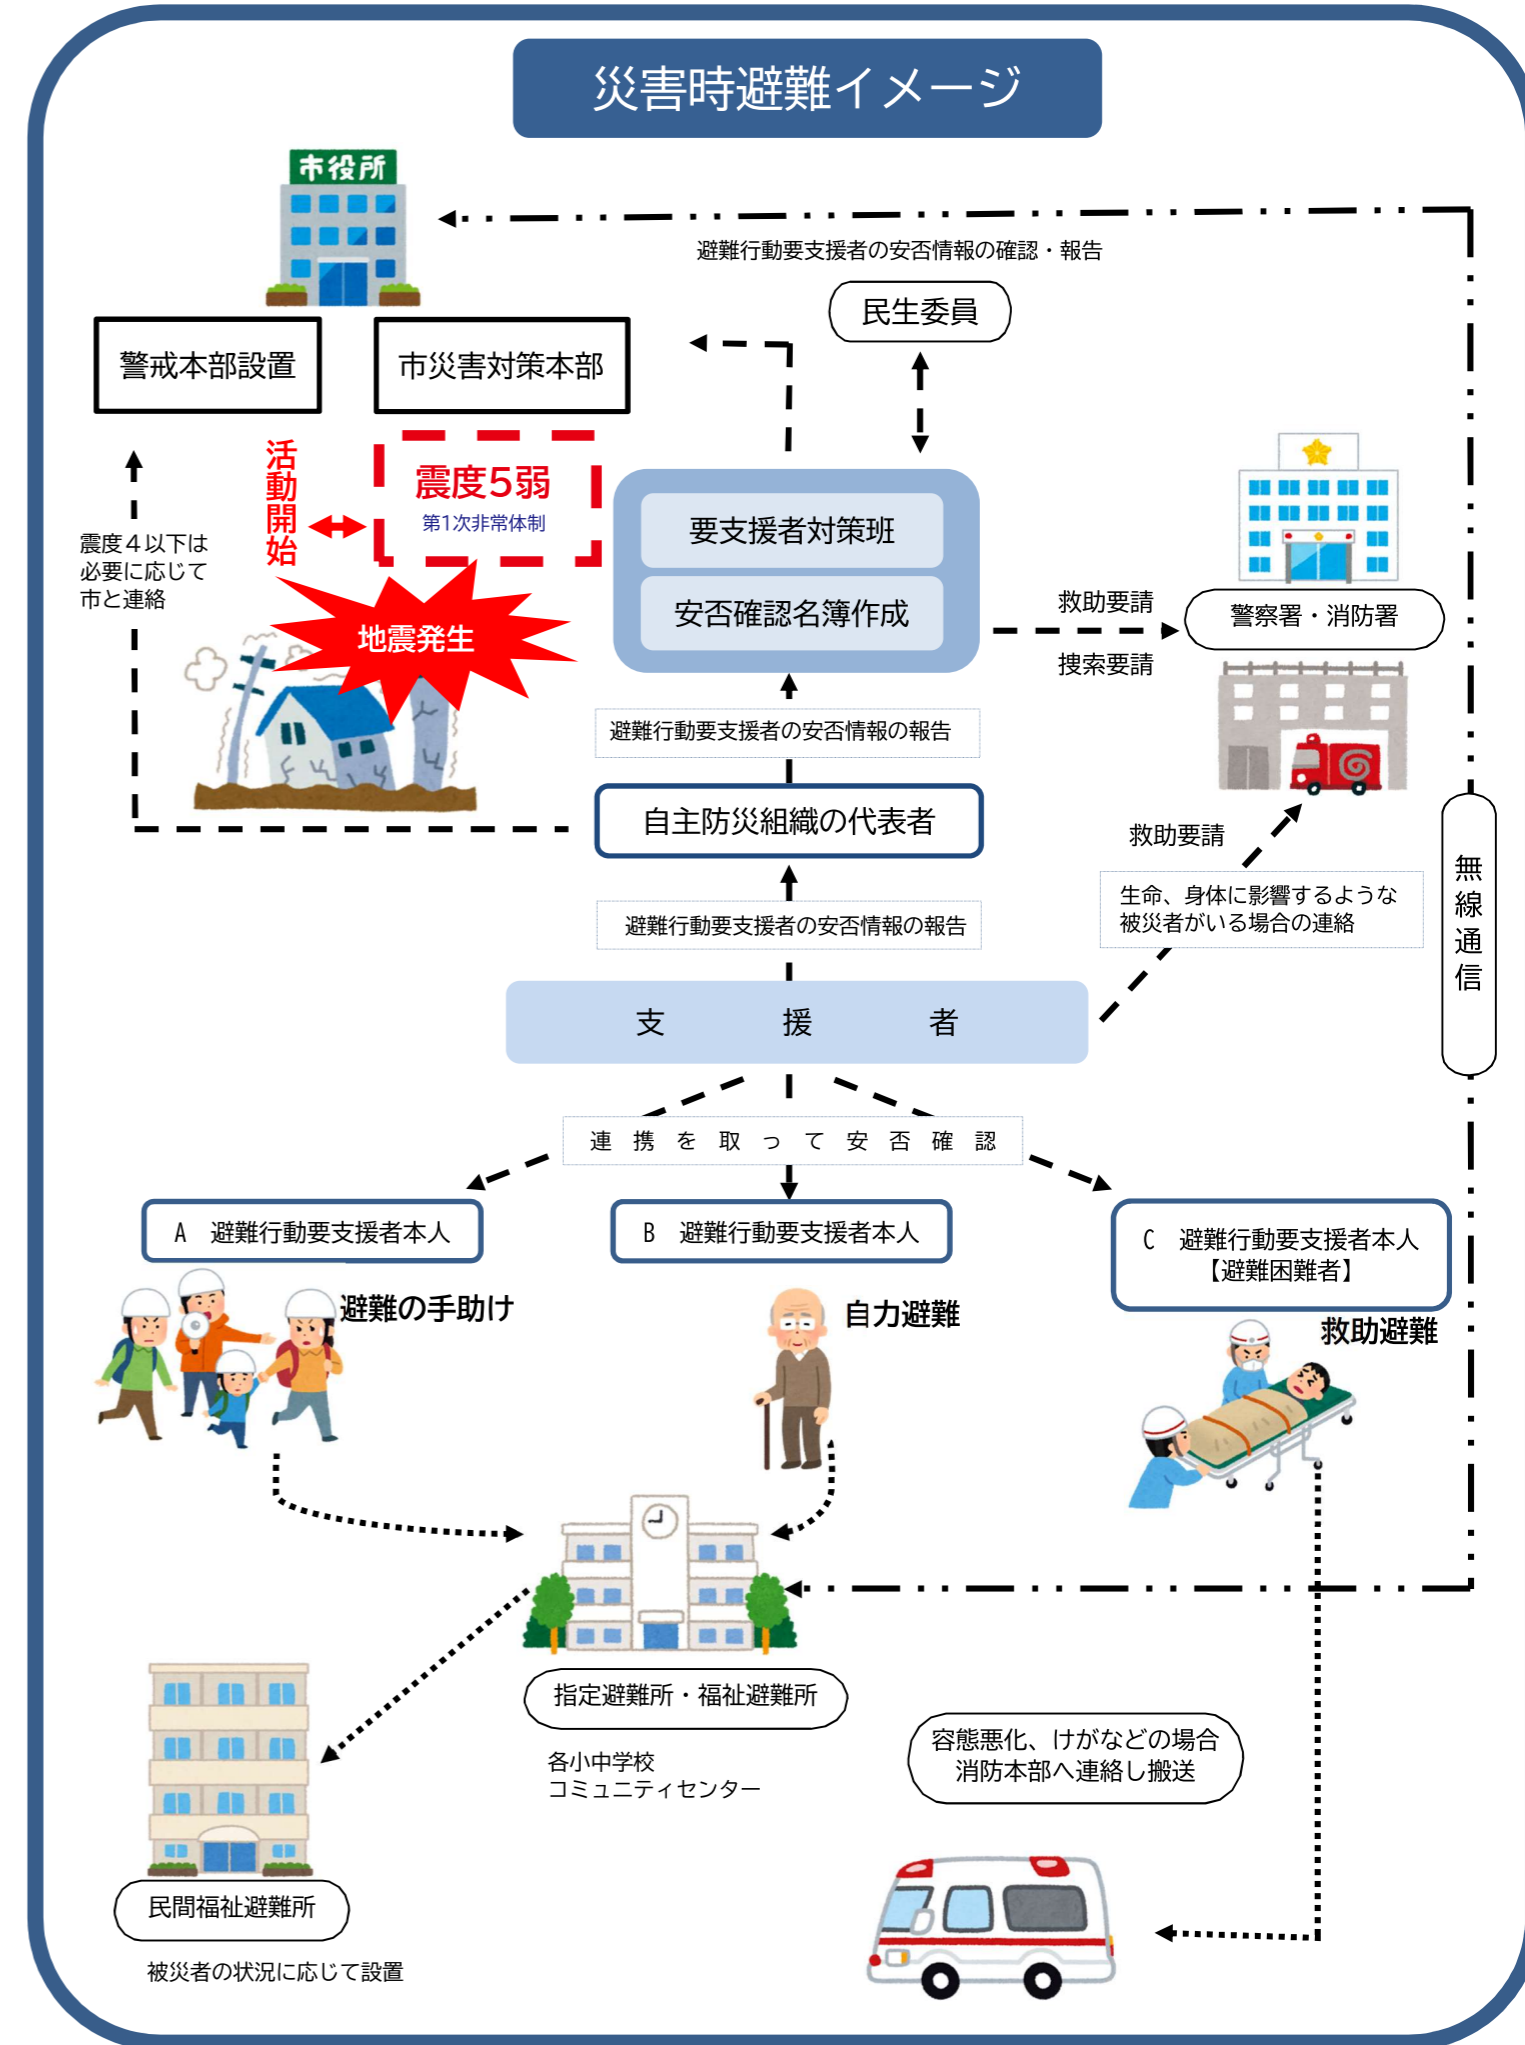 災害時避難イメージ
市役所
避難行動要支援者の安否情報の確認・報告
民生委員
警戒本部設置
市災害対策本部
活動開始
震度5弱
第1次非常体制
要支援者対策班
安否確認名簿作成
震度４以下は
必要に応じて
市と連絡
地震発生
救助要請
捜索要請
警察署・消防署
避難行動要支援者の安否情報の報告
自主防災組織の代表者
救助要請
生命、身体に影響するような
被災者がいる場合の連絡
無線通信
避難行動要支援者の安否情報の報告
支援者
連携を取って安否確認
A　避難行動要支援者本人
B　避難行動要支援者本人
C　避難行動要支援者本人
【避難困難者】
避難の手助け
自力避難
救助避難
指定避難所・福祉避難所
各小中学校
コミュニティセンター
容態悪化、けがなどの場合
消防本部へ連絡し搬送
民間福祉避難所
被災者の状況に応じて設置